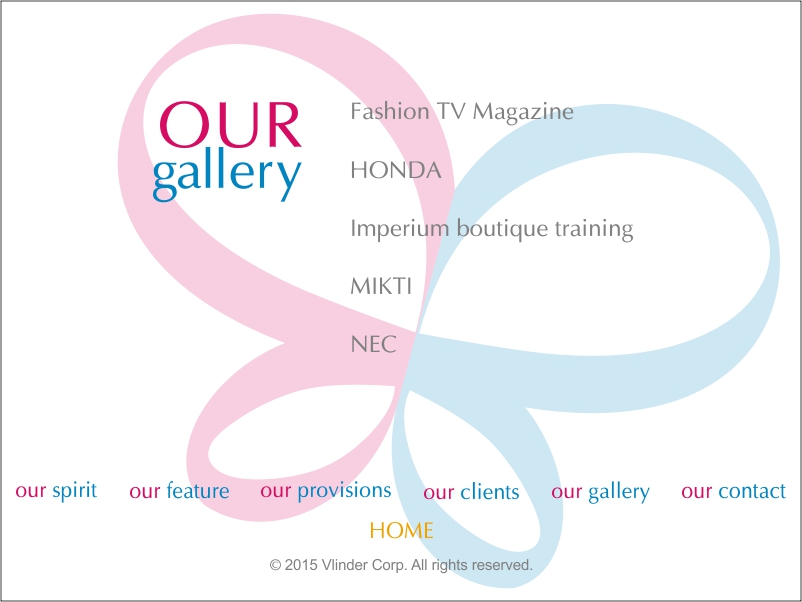 OUR
gallery
Fashion TV Magazine
HONDA
Imperium boutique training
MIKTI
NEC
our spirit our feature our provisions our clients our gallery our contact
HOME
© 2015 Vlinder Corp. All rights reserved.